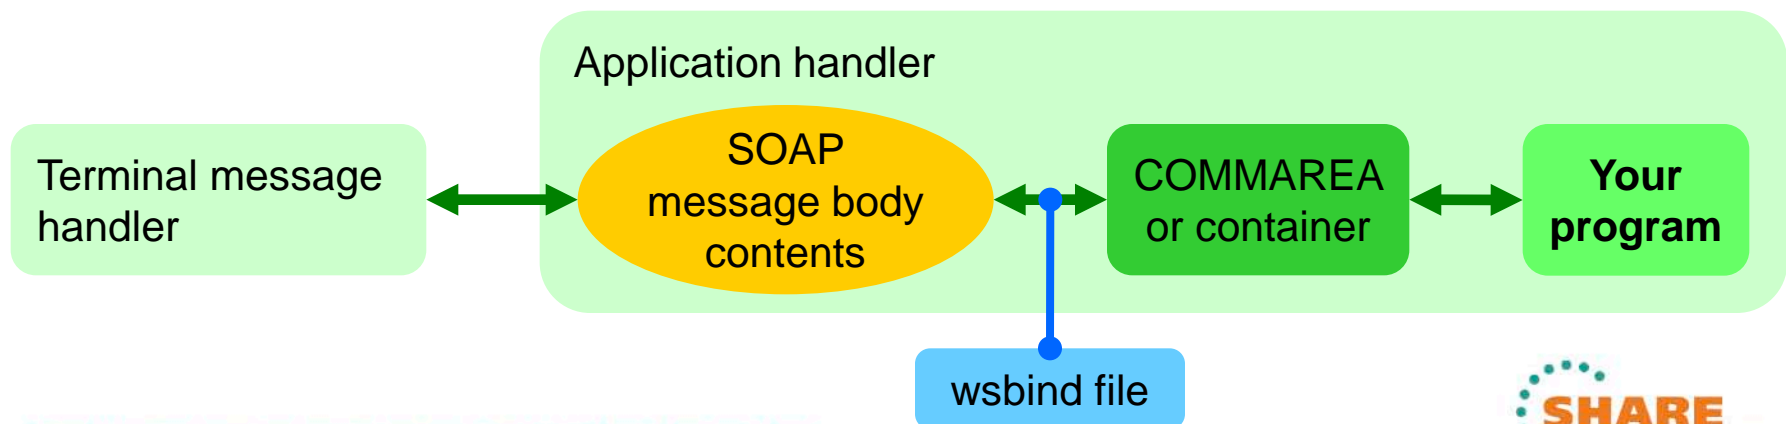 Application handler
Terminal message
handler
SOAP
message body
contents
COMMAREA
or container
Your
program
wsbind file
SHARE